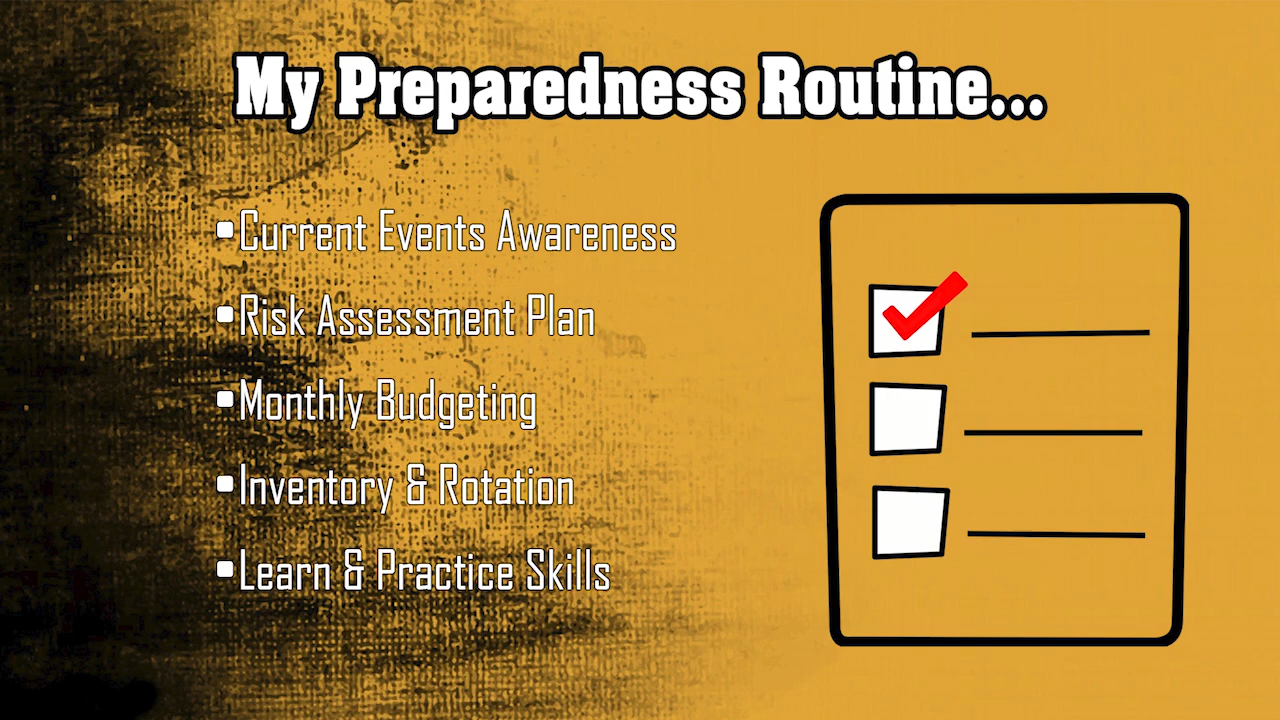 My Preparedness Routine...
•Current Events Awareness
•Risk Assessment Plan
•Monthly Budgeting
•Inventory & Rotation
•Learn & Practice Skills